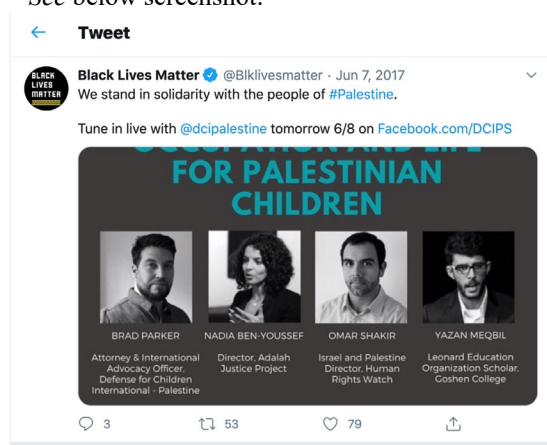 See below screenshot:
Tweet
BLACK
LIVES
MATTER
Black Lives Matter @Blklivesmatter · Jun 7, 2017
We stand in solidarity with the people of #Palestine.
Tune in live with @dcipalestine tomorrow 6/8 on Facebook.com/DCIPS
OCCUPATION AND LIFE
FOR PALESTINIAN
CHILDREN
BRAD PARKER
Attorney & International
Advocacy Officer,
Defense for Children
International - Palestine
NADIA BEN-YOUSSEF
Director, Adalah
Justice Project
OMAR SHAKIR
Israel and Palestine
Director, Human
Rights Watch
YAZAN MEQBIL
Leonard Education
Organization Scholar,
Goshen College
3 53 79